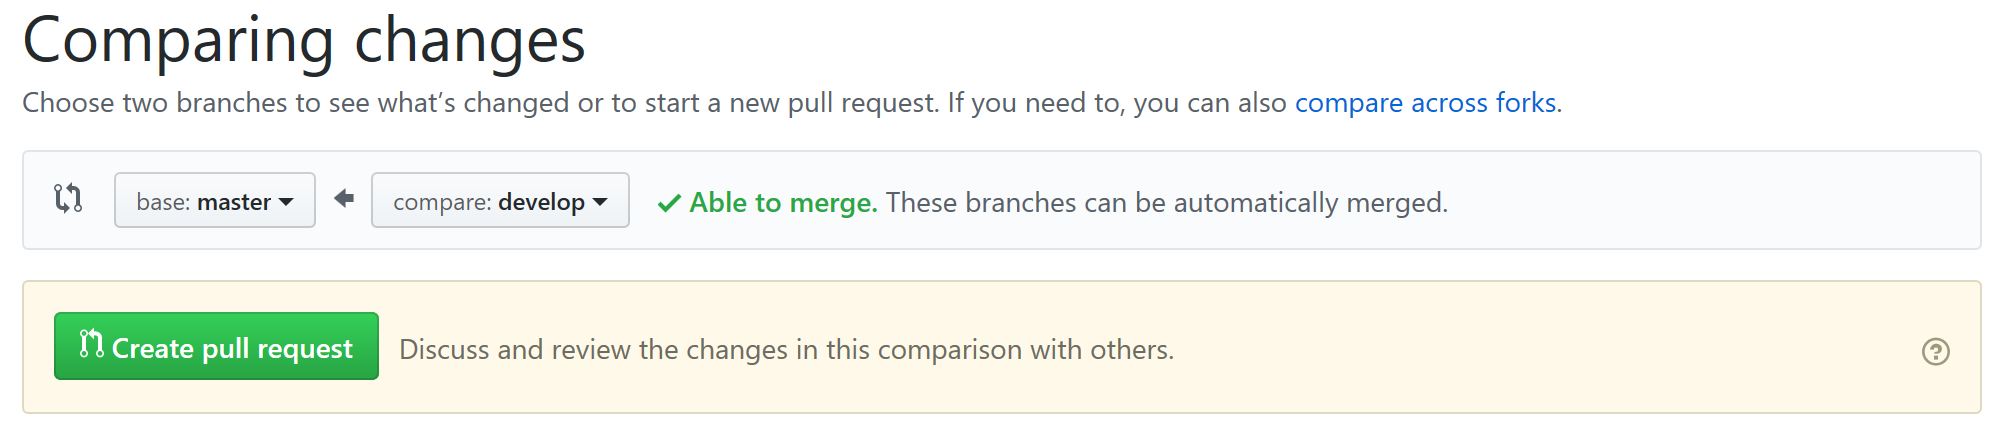 Comparing changes
Choose two branches to see what’s changed or to start a new pull request. If you need to, you can also compare across forks.
base: master compare: develop Able to merge. These branches can be automatically merged.
Create pull request Discuss and review the changes in this comparison with others.